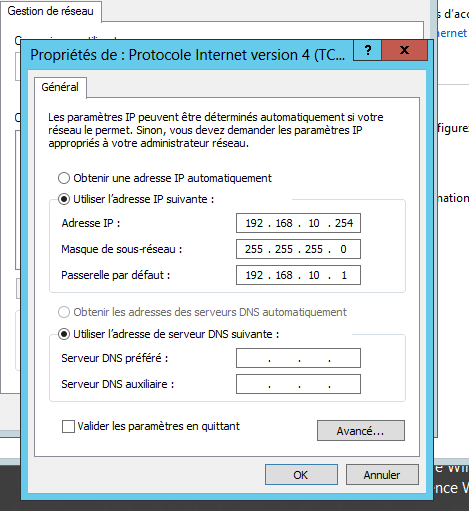 Gestion de réseau
s d'acc
ernet
Propriétés de : Protocole Internet version 4 (TC...
?
x
Général
Les paramètres IP peuvent être déterminés automatiquement si votre
réseau le permet. Sinon, vous devez demander les paramètres IP
appropriés à votre administrateur réseau.
Obtenir une adresse IP automatiquement
Utiliser l'adresse IP suivante :
Adresse IP : 192 . 168 . 10 . 254
Masque de sous-réseau : 255 . 255 . 255 . 0
Passerelle par défaut : 192 . 168 . 10 . 1
Obtenir les adresses des serveurs DNS automatiquement
Utiliser l'adresse de serveur DNS suivante :
Serveur DNS préféré : . . .
Serveur DNS auxiliaire : . . .
Valider les paramètres en quittant
Avancé...
OK Annuler
figurez
mation
e Win
ence W